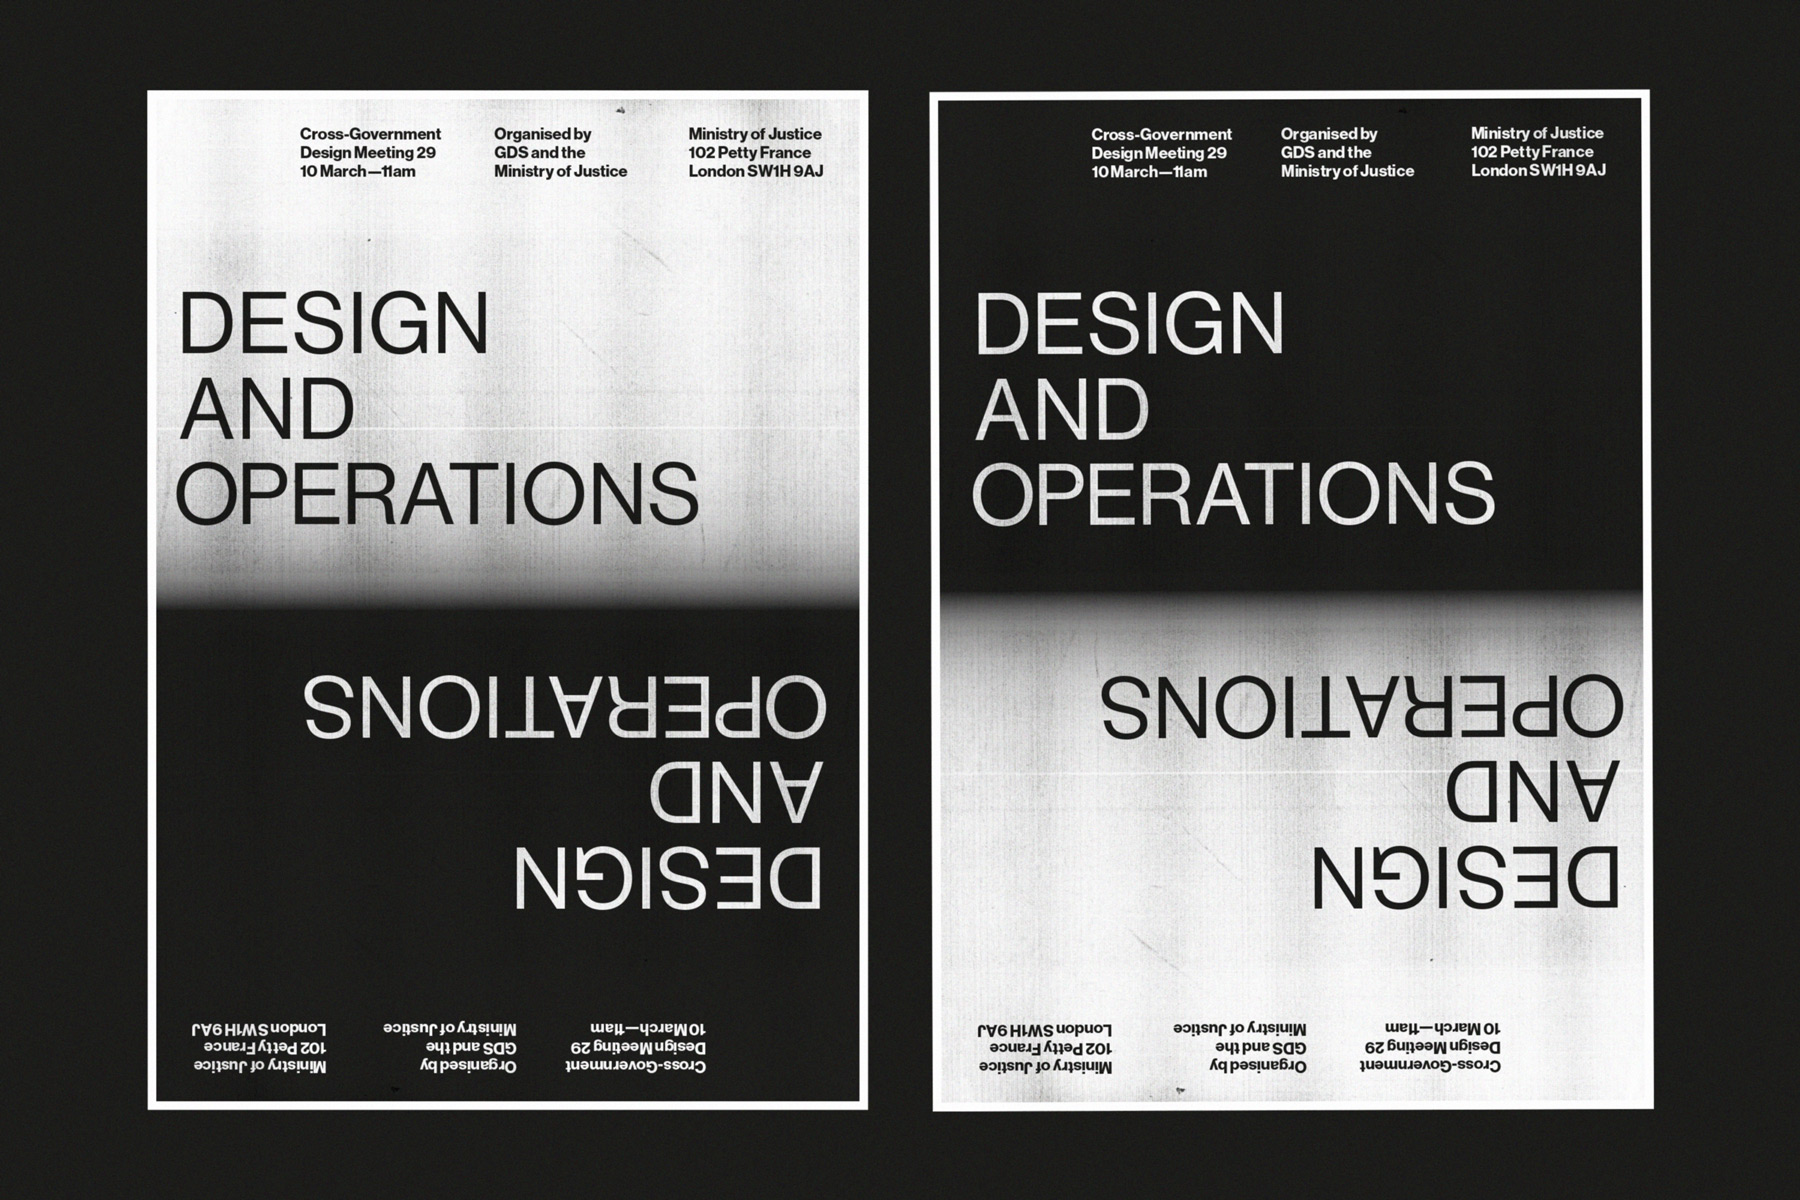 Cross-Government
Design Meeting 29
10 March—11am
Organised by
GDS and the
Ministry of Justice
Ministry of Justice
102 Petty France
London SW1H 9AJ
DESIGN
AND
OPERATIONS
DESIGN
AND
OPERATIONS
Cross-Government
Design Meeting 29
10 March—11am
Organised by
GDS and the
Ministry of Justice
Ministry of Justice
102 Petty France
London SW1H 9AJ
Cross-Government
Design Meeting 29
10 March—11am
Organised by
GDS and the
Ministry of Justice
Ministry of Justice
102 Petty France
London SW1H 9AJ
DESIGN
AND
OPERATIONS
DESIGN
AND
OPERATIONS
Cross-Government
Design Meeting 29
10 March—11am
Organised by
GDS and the
Ministry of Justice
Ministry of Justice
102 Petty France
London SW1H 9AJ